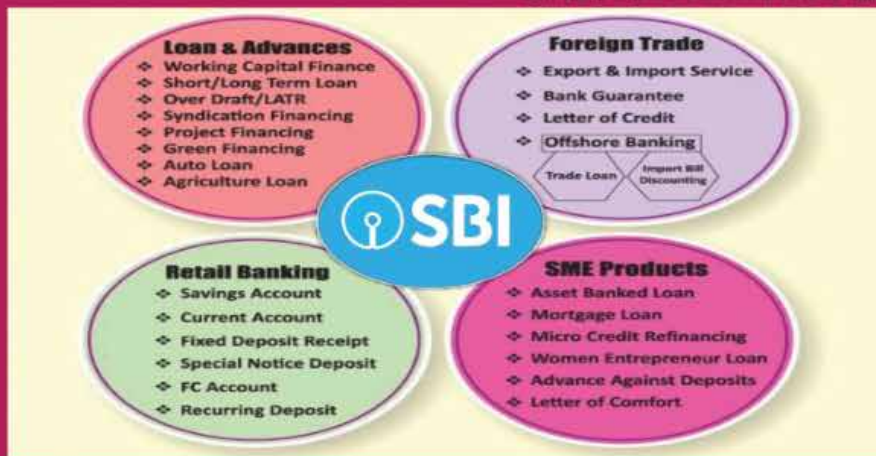 Loan & Advances
❖ Working Capital Finance
❖ Short/Long Term Loan
❖ Over Draft/LATR
❖ Syndication Financing
❖ Project Financing
❖ Green Financing
❖ Auto Loan
❖ Agriculture Loan
Foreign Trade
❖ Export & Import Service
❖ Bank Guarantee
❖ Letter of Credit
❖ Offshore Banking
Trade Loan
Import Bill
Discounting
SBI
Retail Banking
❖ Savings Account
❖ Current Account
❖ Fixed Deposit Receipt
❖ Special Notice Deposit
❖ FC Account
❖ Recurring Deposit
SME Products
❖ Asset Banked Loan
❖ Mortgage Loan
❖ Micro Credit Refinancing
❖ Women Entrepreneur Loan
❖ Advance Against Deposits
❖ Letter of Comfort